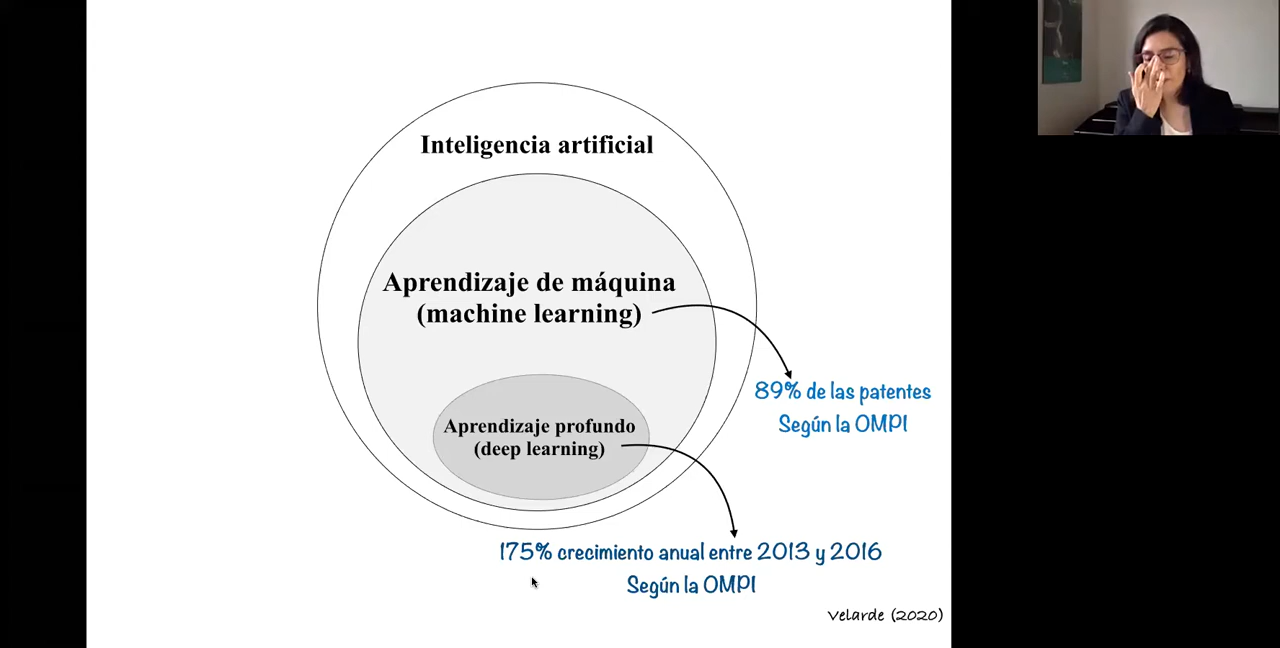 Inteligencia artificial
Aprendizaje de máquina
(machine learning)
89% de las patentes
Según la OMPI
Aprendizaje profundo
(deep learning)
175% crecimiento anual entre 2013 y 2016
Según la OMPI
Velarde (2020)